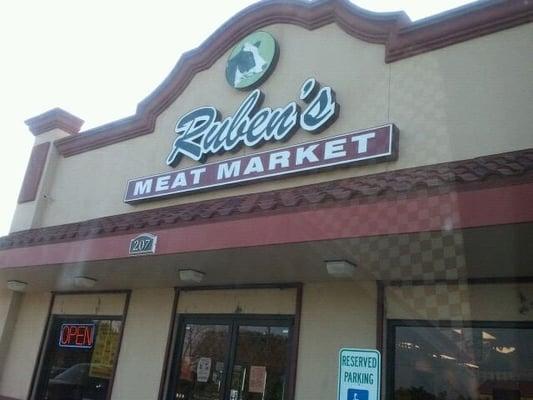 Ruben's
MEAT MARKET
207
OPEN
RESERVED
PARKING